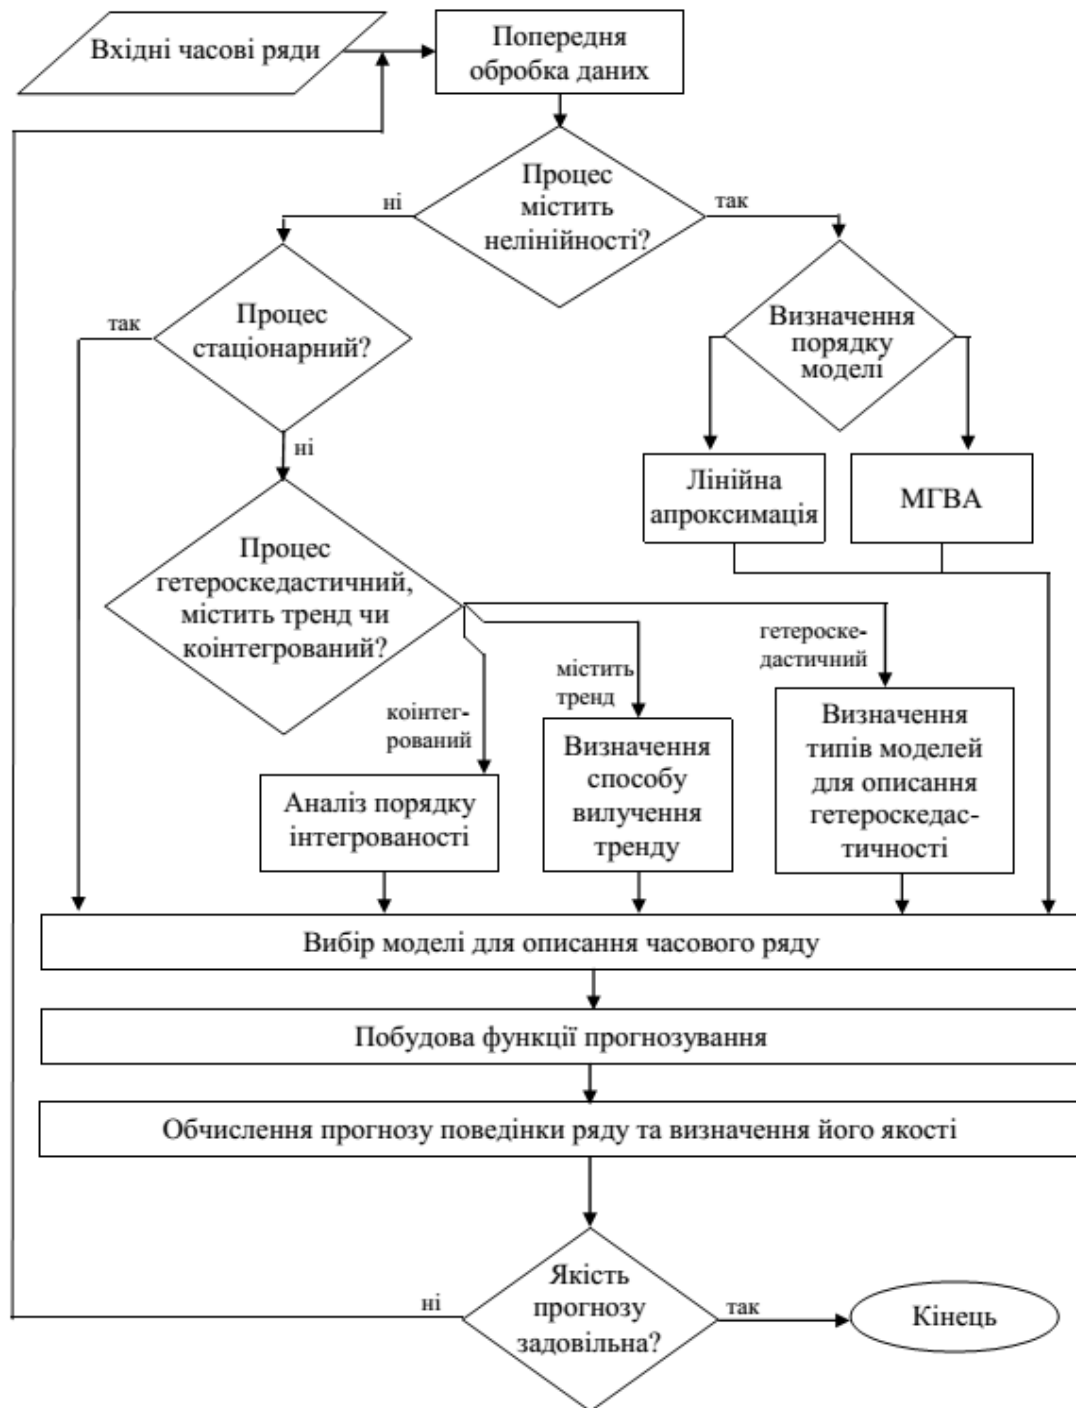 Вхідні часові ряди
Попередня
обробка даних
Процес
містить
нелінійності?
ні
так
Процес
стаціонарний?
так
ні
Визначення
порядку
моделі
Лінійна
апроксимація
МГВА
Процес
гетероскедастичний,
містить тренд чи
коінтегрований?
коінтег-
рований
містить
тренд
гетероске-
дастичний
Аналіз порядку
інтегрованості
Визначення
способу
вилучення
тренду
Визначення
типів моделей
для описання
гетероскедас-
тичності
Вибір моделі для описання часового ряду
Побудова функції прогнозування
Обчислення прогнозу поведінки ряду та визначення його якості
Якість
прогнозу
задовільна?
ні
так
Кінець